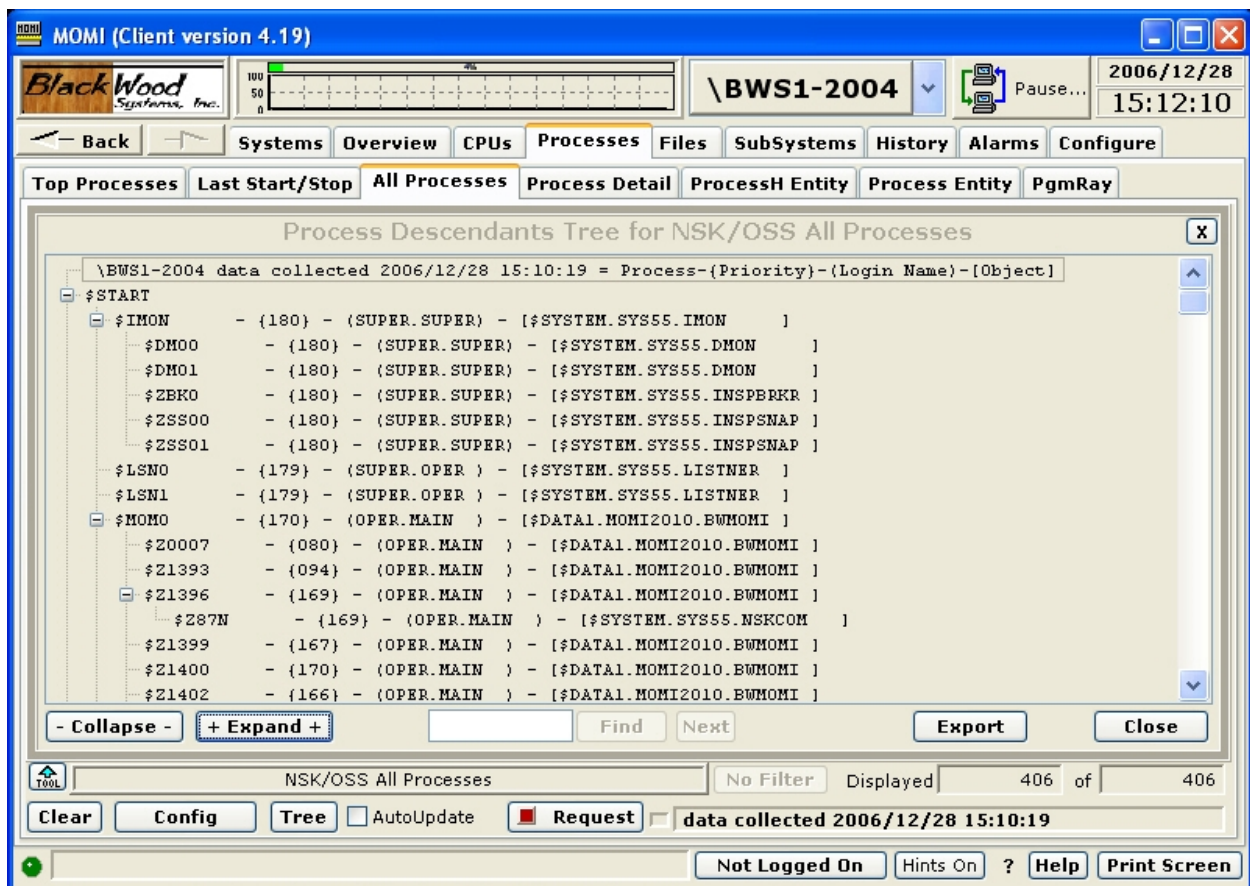 MOMI (Client version 4.19)
BlackWood
Systems, Inc.
100
50
0
4%
\BWS1-2004
Pause...
2006/12/28
15:12:10
Back
Systems Overview CPUs Processes Files SubSystems History Alarms Configure
Top Processes Last Start/Stop All Processes Process Detail ProcessH Entity Process Entity PgmRay
Process Descendants Tree for NSK/OSS All Processes X
\BWS1-2004 data collected 2006/12/28 15:10:19 = Process-{Priority}-(Login Name)-[Object]
$START
$IMON - {180} - (SUPER.SUPER) - [$SYSTEM.SYS55.IMON ]
$DM00 - {180} - (SUPER.SUPER) - [$SYSTEM.SYS55.DMON ]
$DM01 - {180} - (SUPER.SUPER) - [$SYSTEM.SYS55.DMON ]
$ZBK0 - {180} - (SUPER.SUPER) - [$SYSTEM.SYS55.INSPBRKR ]
$ZSS00 - {180} - (SUPER.SUPER) - [$SYSTEM.SYS55.INSPSNAP ]
$ZSS01 - {180} - (SUPER.SUPER) - [$SYSTEM.SYS55.INSPSNAP ]
$LSN0 - {179} - (SUPER.OPER ) - [$SYSTEM.SYS55.LISTNER ]
$LSN1 - {179} - (SUPER.OPER ) - [$SYSTEM.SYS55.LISTNER ]
$MOMO - {170} - (OPER.MAIN ) - [$DATA1.MOMI2010.BWMOMI ]
$Z0007 - {080} - (OPER.MAIN ) - [$DATA1.MOMI2010.BWMOMI ]
$Z1393 - {094} - (OPER.MAIN ) - [$DATA1.MOMI2010.BWMOMI ]
$Z1396 - {169} - (OPER.MAIN ) - [$DATA1.MOMI2010.BWMOMI ]
$Z87N - {169} - (OPER.MAIN ) - [$SYSTEM.SYS55.NSKCOM ]
$Z1399 - {167} - (OPER.MAIN ) - [$DATA1.MOMI2010.BWMOMI ]
$Z1400 - {170} - (OPER.MAIN ) - [$DATA1.MOMI2010.BWMOMI ]
$Z1402 - {166} - (OPER.MAIN ) - [$DATA1.MOMI2010.BWMOMI ]
- Collapse - + Expand + Find Next Export Close
TOOL NSK/OSS All Processes No Filter Displayed 406 of 406
Clear Config Tree AutoUpdate Request data collected 2006/12/28 15:10:19
Not Logged On Hints On ? Help Print Screen